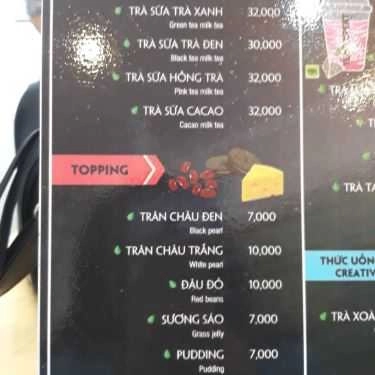 TRÀ SỮA TRÀ XANH 32,000
Green tea milk tea
TRÀ SỮA TRÀ ĐEN 30,000
Black tea milk tea
TRÀ SỮA HỒNG TRÀ 32,000
Pink tea milk tea
TRÀ SỮA CACAO 32,000
Cacao milk tea
TOPPING
TRÂN CHÂU ĐEN 7,000
Black pearl
TRÂN CHÂU TRẮNG 10,000
White pearl
ĐẬU ĐỎ 10,000
Red beans
SƯƠNG SÁO 7,000
Grass jelly
PUDDING 7,000
Pudding
TRÀ
THỨC UỐN
CREATIV
TRÀ XOÀ